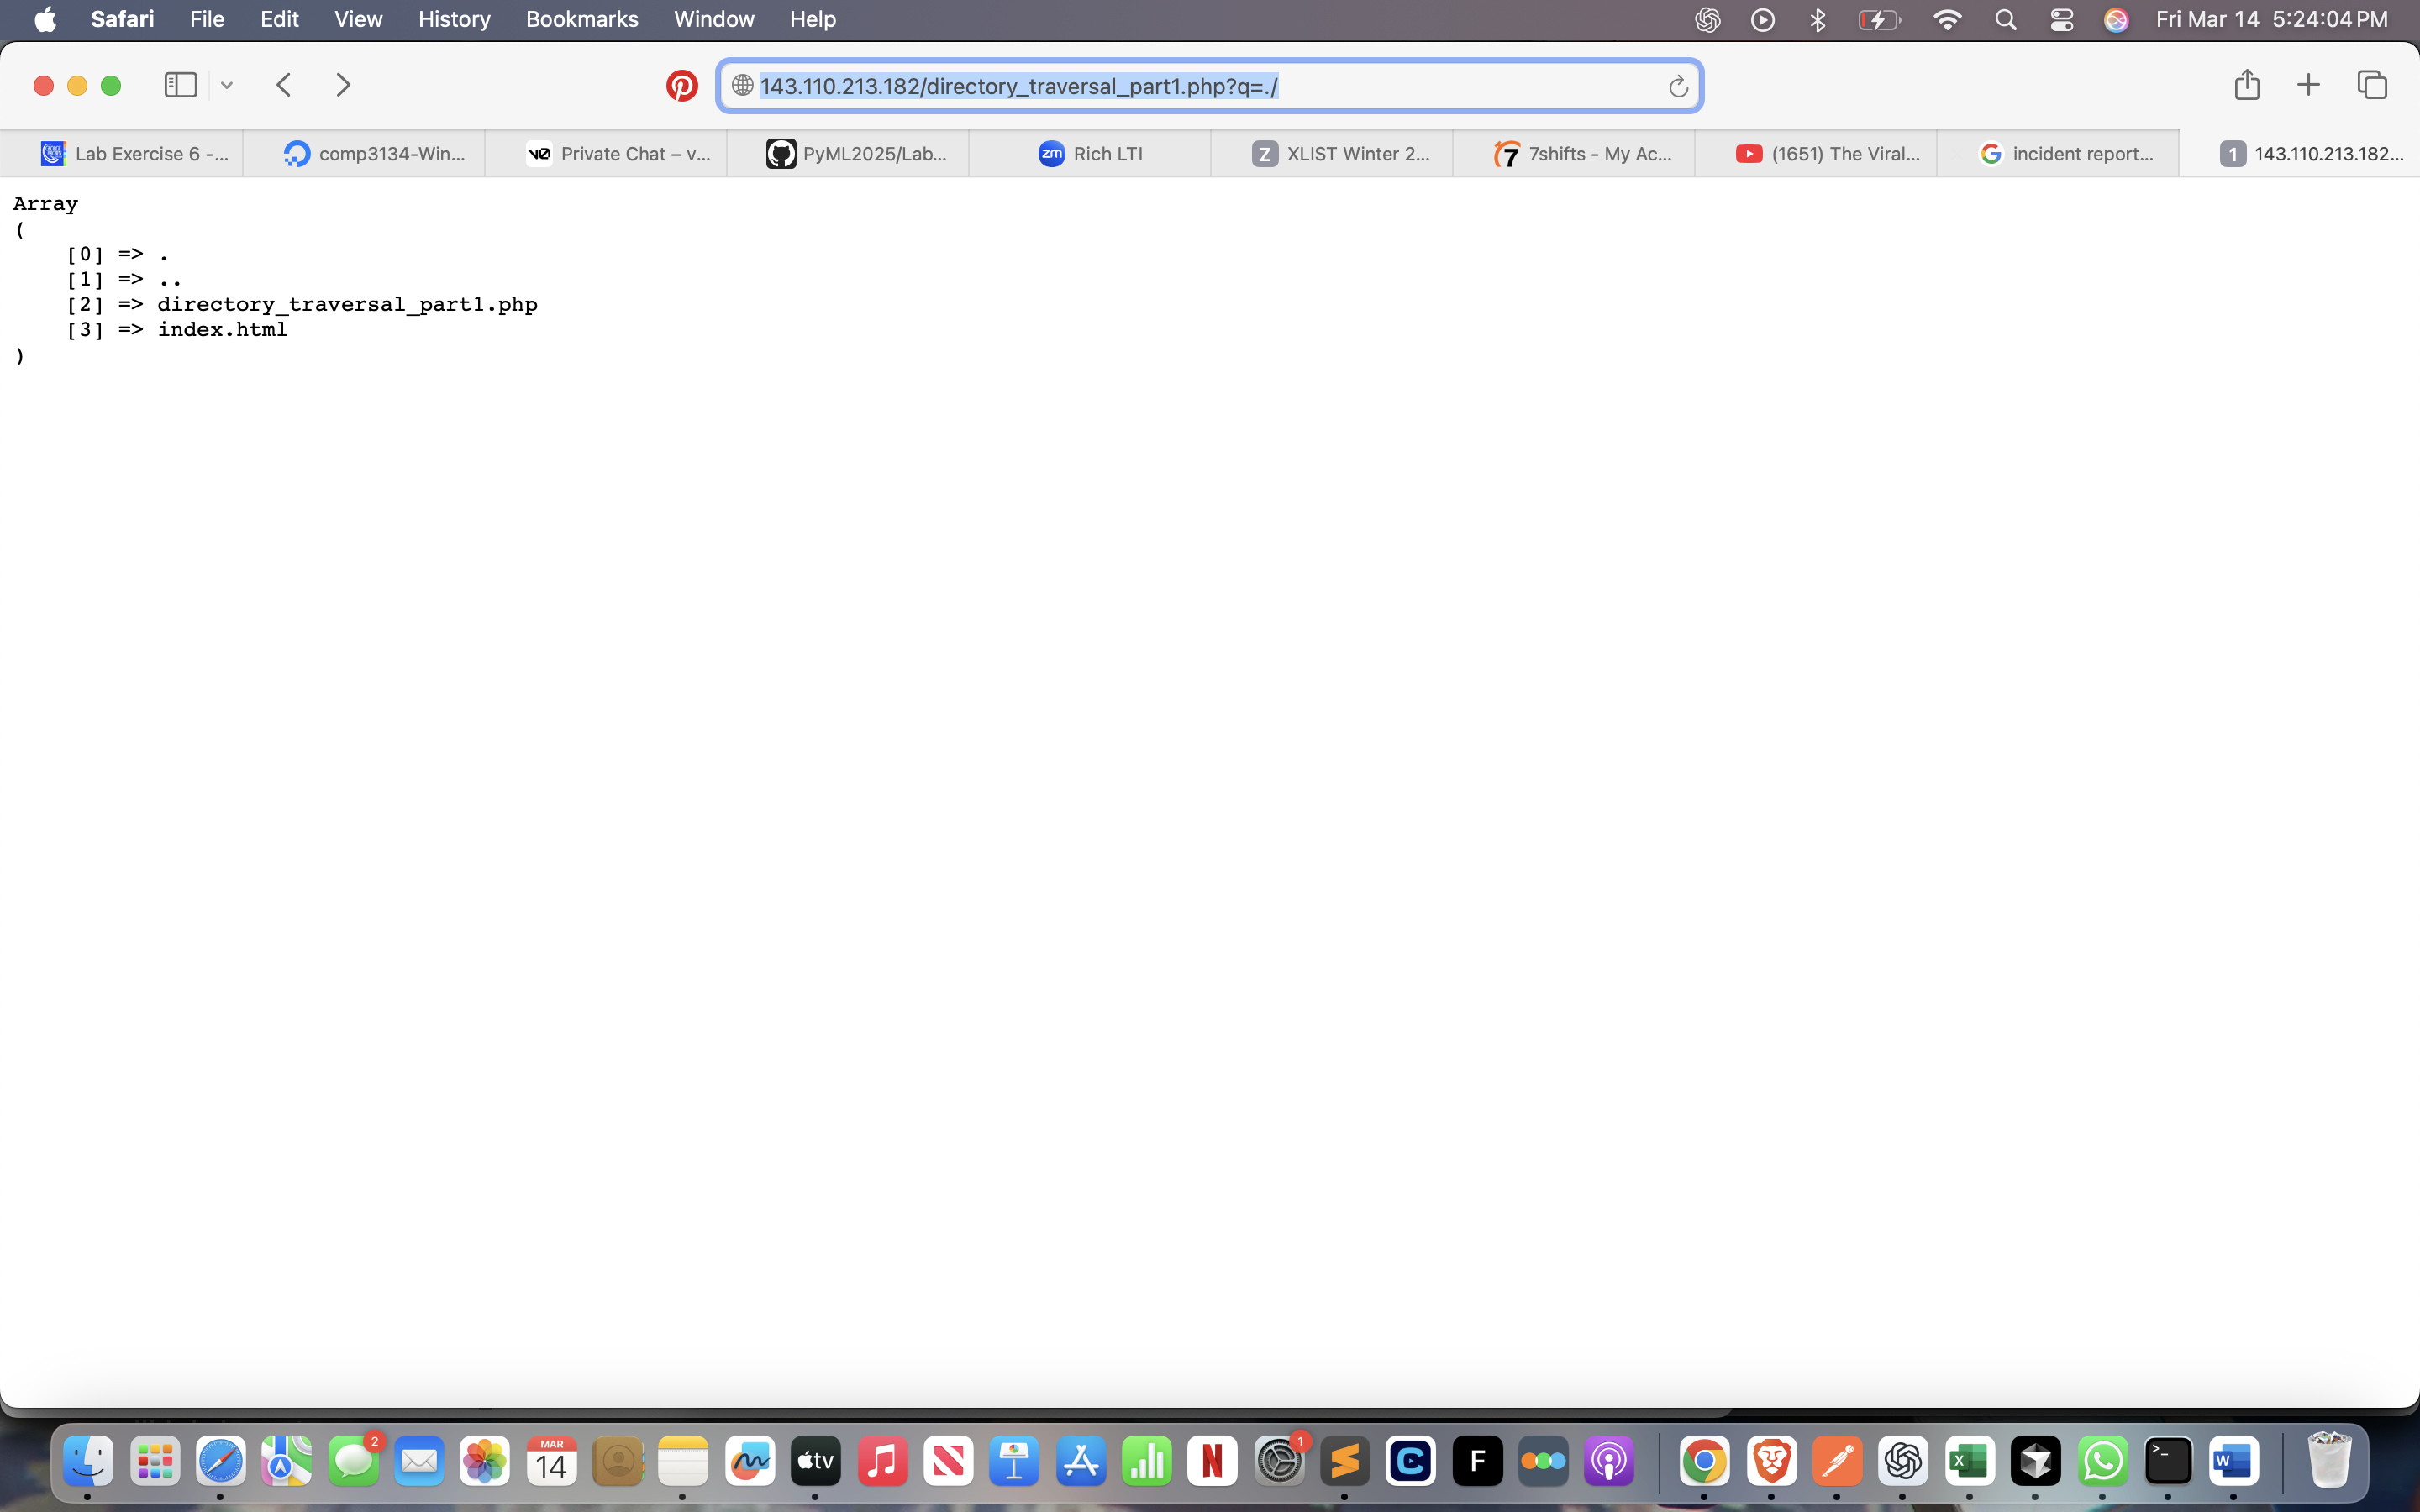 Safari File Edit View History Bookmarks Window Help Fri Mar 14 5:24:04 PM
143.110.213.182/directory_traversal_part1.php?q=./
Lab Exercise 6 -... comp3134-Win... Private Chat – v... PyML2025/Lab... zm Rich LTI Z XLIST Winter 2... 7shifts - My Ac... (1651) The Viral... incident report... 1 143.110.213.182...
Array
(
[0] => .
[1] => ..
[2] => directory_traversal_part1.php
[3] => index.html
)
2 MAR 14 tv 1 F